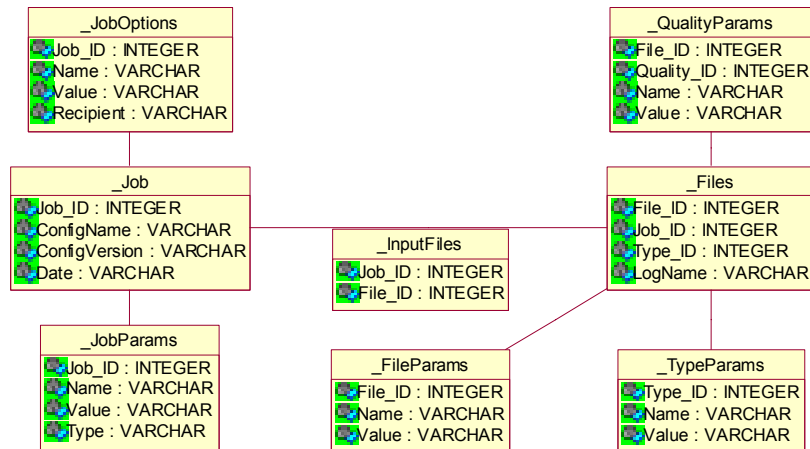 _JobOptions
Job_ID : INTEGER
Name : VARCHAR
Value : VARCHAR
Recipient : VARCHAR
_QualityParams
File_ID : INTEGER
Quality_ID : INTEGER
Name : VARCHAR
Value : VARCHAR
_Job
Job_ID : INTEGER
ConfigName : VARCHAR
ConfigVersion : VARCHAR
Date : VARCHAR
_Files
File_ID : INTEGER
Job_ID : INTEGER
Type_ID : INTEGER
LogName : VARCHAR
_InputFiles
Job_ID : INTEGER
File_ID : INTEGER
_JobParams
Job_ID : INTEGER
Name : VARCHAR
Value : VARCHAR
Type : VARCHAR
_FileParams
File_ID : INTEGER
Name : VARCHAR
Value : VARCHAR
_TypeParams
Type_ID : INTEGER
Name : VARCHAR
Value : VARCHAR